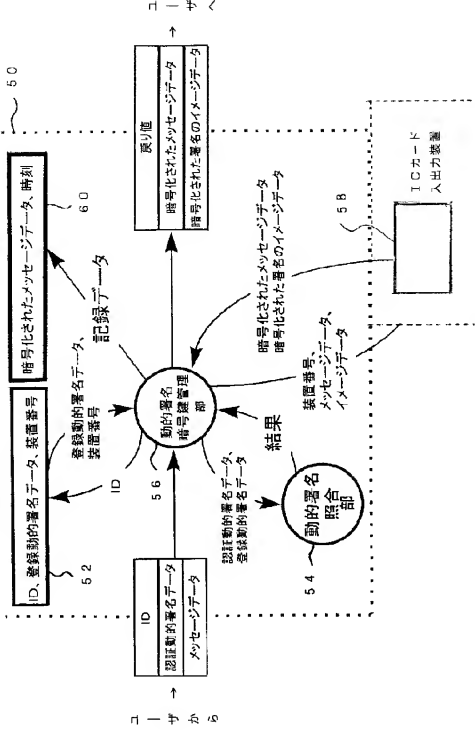 50
ID、登録動的署名データ、装置番号
52
暗号化されたメッセージデータ、時刻
60
登録動的署名データ、
装置番号
記録データ
ID
56
動的署名
暗号鍵管理
部
ユーザから
→
ID
認証動的署名データ
メッセージデータ
戻り値
暗号化されたメッセージデータ
暗号化された署名のイメージデータ
→
ユーザへ
認証動的署名データ、
登録動的署名データ
結果
動的署名
照合
部
54
暗号化されたメッセージデータ
暗号化された署名のイメージデータ
装置番号、
メッセージデータ、
イメージデータ
58
ICカード
入出力装置